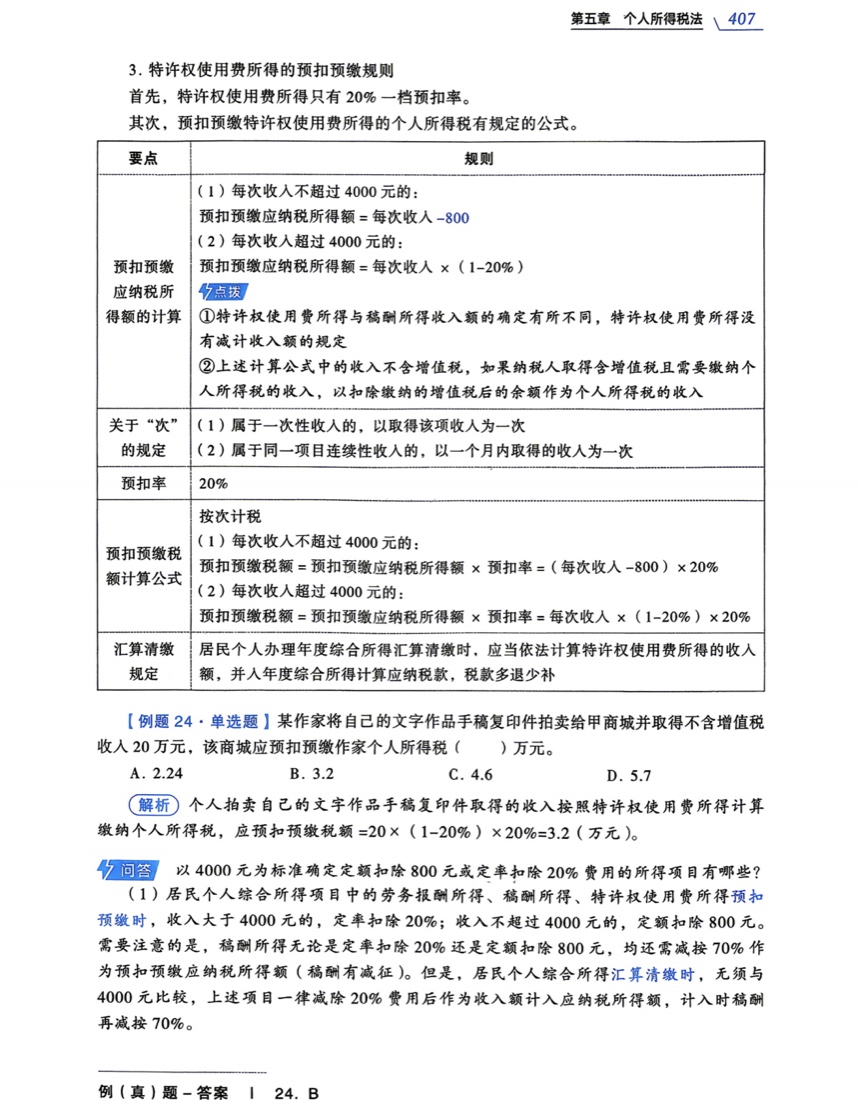 第五章 个人所得税法 407
3. 特许权使用费所得的预扣预缴规则
首先，特许权使用费所得只有 20% 一档预扣率。
其次，预扣预缴特许权使用费所得的个人所得税有规定的公式。
要点 规则
预扣预缴应纳税所得额的计算
（1）每次收入不超过 4000 元的：
预扣预缴应纳税所得额 = 每次收入 -800
（2）每次收入超过 4000 元的：
预扣预缴应纳税所得额 = 每次收入 ×（1-20%）
点拨
①特许权使用费所得与稿酬所得收入额的确定有所不同，特许权使用费所得没
有减计收入额的规定
②上述计算公式中的收入不含增值税，如果纳税人取得含增值税且需要缴纳个
人所得税的收入，以扣除缴纳的增值税后的余额作为个人所得税的收入
关于“次”的规定
（1）属于一次性收入的，以取得该项收入为一次
（2）属于同一项目连续性收入的，以一个月内取得的收入为一次
预扣率 20%
预扣预缴税额计算公式
按次计税
（1）每次收入不超过 4000 元的：
预扣预缴税额 = 预扣预缴应纳税所得额 × 预扣率 =（每次收入 -800）×20%
（2）每次收入超过 4000 元的：
预扣预缴税额 = 预扣预缴应纳税所得额 × 预扣率 = 每次收入 ×（1-20%）×20%
汇算清缴规定
居民个人办理年度综合所得汇算清缴时，应当依法计算特许权使用费所得的收入
额，并入年度综合所得计算应纳税款，税款多退少补
【例题 24·单选题】某作家将自己的文字作品手稿复印件拍卖给甲商城并取得不含增值税
收入 20 万元，该商城应预扣预缴作家个人所得税（ ）万元。
A. 2.24 B. 3.2 C. 4.6 D. 5.7
解析 个人拍卖自己的文字作品手稿复印件取得的收入按照特许权使用费所得计算
缴纳个人所得税，应预扣预缴税额 =20×（1-20%）×20%=3.2（万元）。
问答 以 4000 元为标准确定定额扣除 800 元或定率扣除 20% 费用的所得项目有哪些？
（1）居民个人综合所得项目中的劳务报酬所得、稿酬所得、特许权使用费所得预扣
预缴时，收入大于 4000 元的，定率扣除 20%；收入不超过 4000 元的，定额扣除 800 元。
需要注意的是，稿酬所得无论是定率扣除 20% 还是定额扣除 800 元，均还需减按 70% 作
为预扣预缴应纳税所得额（稿酬有减征）。但是，居民个人综合所得汇算清缴时，无须与
4000 元比较，上述项目一律减除 20% 费用后作为收入额计入应纳税所得额，计入时稿酬
再减按 70%。
例（真）题 – 答案 | 24. B